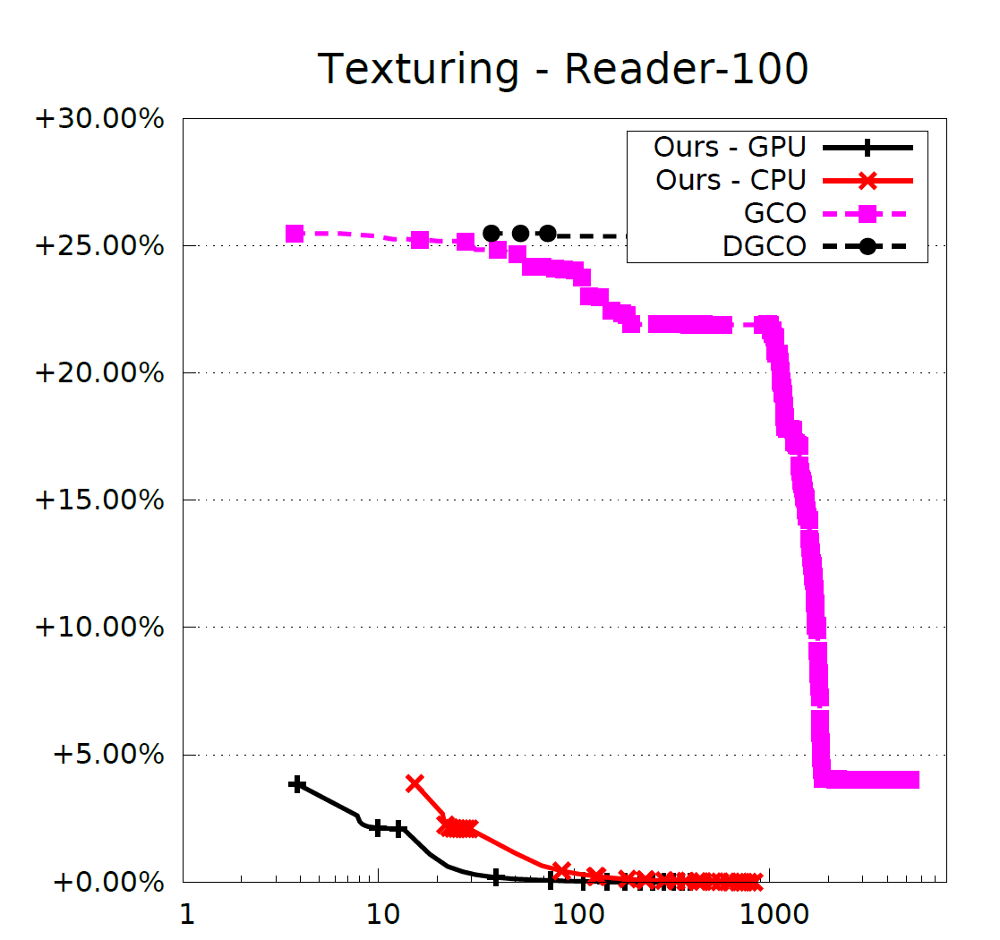 Texturing - Reader-100
+30.00%
Ours - GPU
Ours - CPU
GCO
DGCO
+25.00%
+20.00%
+15.00%
+10.00%
+5.00%
+0.00%
1 10 100 1000